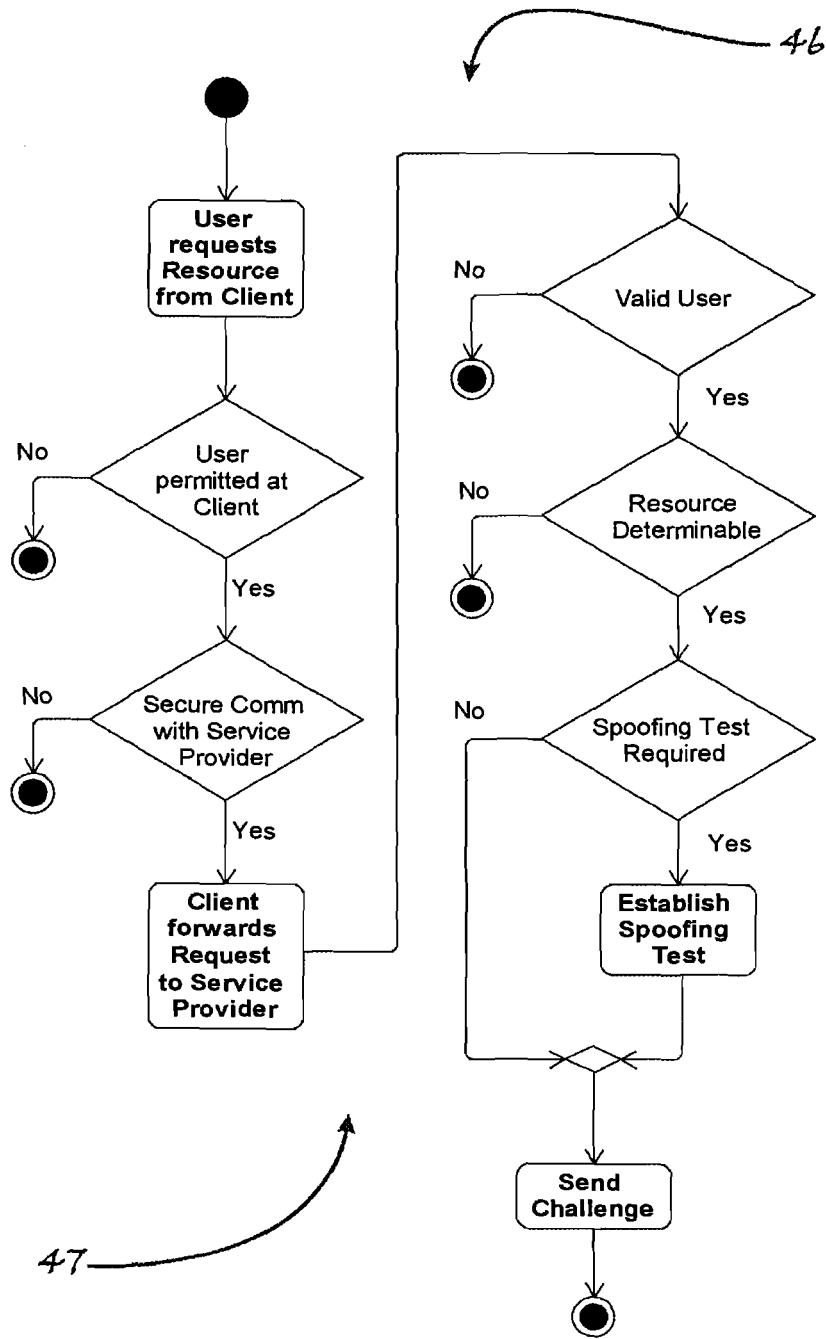 46
User
requests
Resource
from Client
No
User
permitted at
Client
Yes
No
Secure Comm
with Service
Provider
Yes
Client
forwards
Request
to Service
Provider
No
Valid User
Yes
No
Resource
Determinable
Yes
No
Spoofing Test
Required
Yes
Establish
Spoofing
Test
Send
Challenge
47